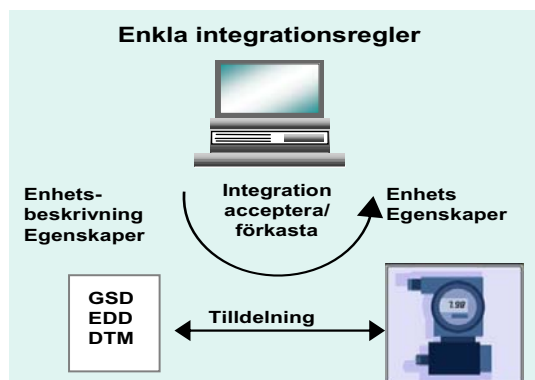 Enkla integrationsregler
Enhets-
beskrivning
Egenskaper
Integration
acceptera/
förkasta
Enhets
Egenskaper
GSD
EDD
DTM
Tilldelning